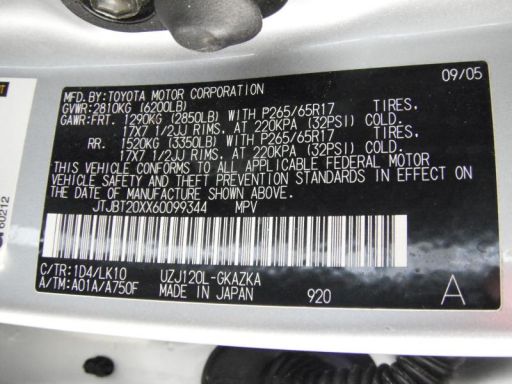 MFD.BY:TOYOTA MOTOR CORPORATION 09/05
GVWR:2810KG (6200LB)
GAWR:FRT. 1290KG (2850LB) WITH P265/65R17 TIRES.
17X7 1/2JJ RIMS. AT 220KPA (32PSI) COLD.
RR. 1520KG (3350LB) WITH P265/65R17 TIRES.
17X7 1/2JJ RIMS. AT 220KPA (32PSI) COLD.
THIS VEHICLE CONFORMS TO ALL APPLICABLE FEDERAL MOTOR
VEHICLE SAFETY AND THEFT PREVENTION STANDARDS IN EFFECT ON
THE DATE OF MANUFACTURE SHOWN ABOVE.
JTJBT20XX60099344 MPV
C/TR:1D4/LK10 UZJ120L-GKAZKA
A/TM:A01A/A750F MADE IN JAPAN 920 A
60212